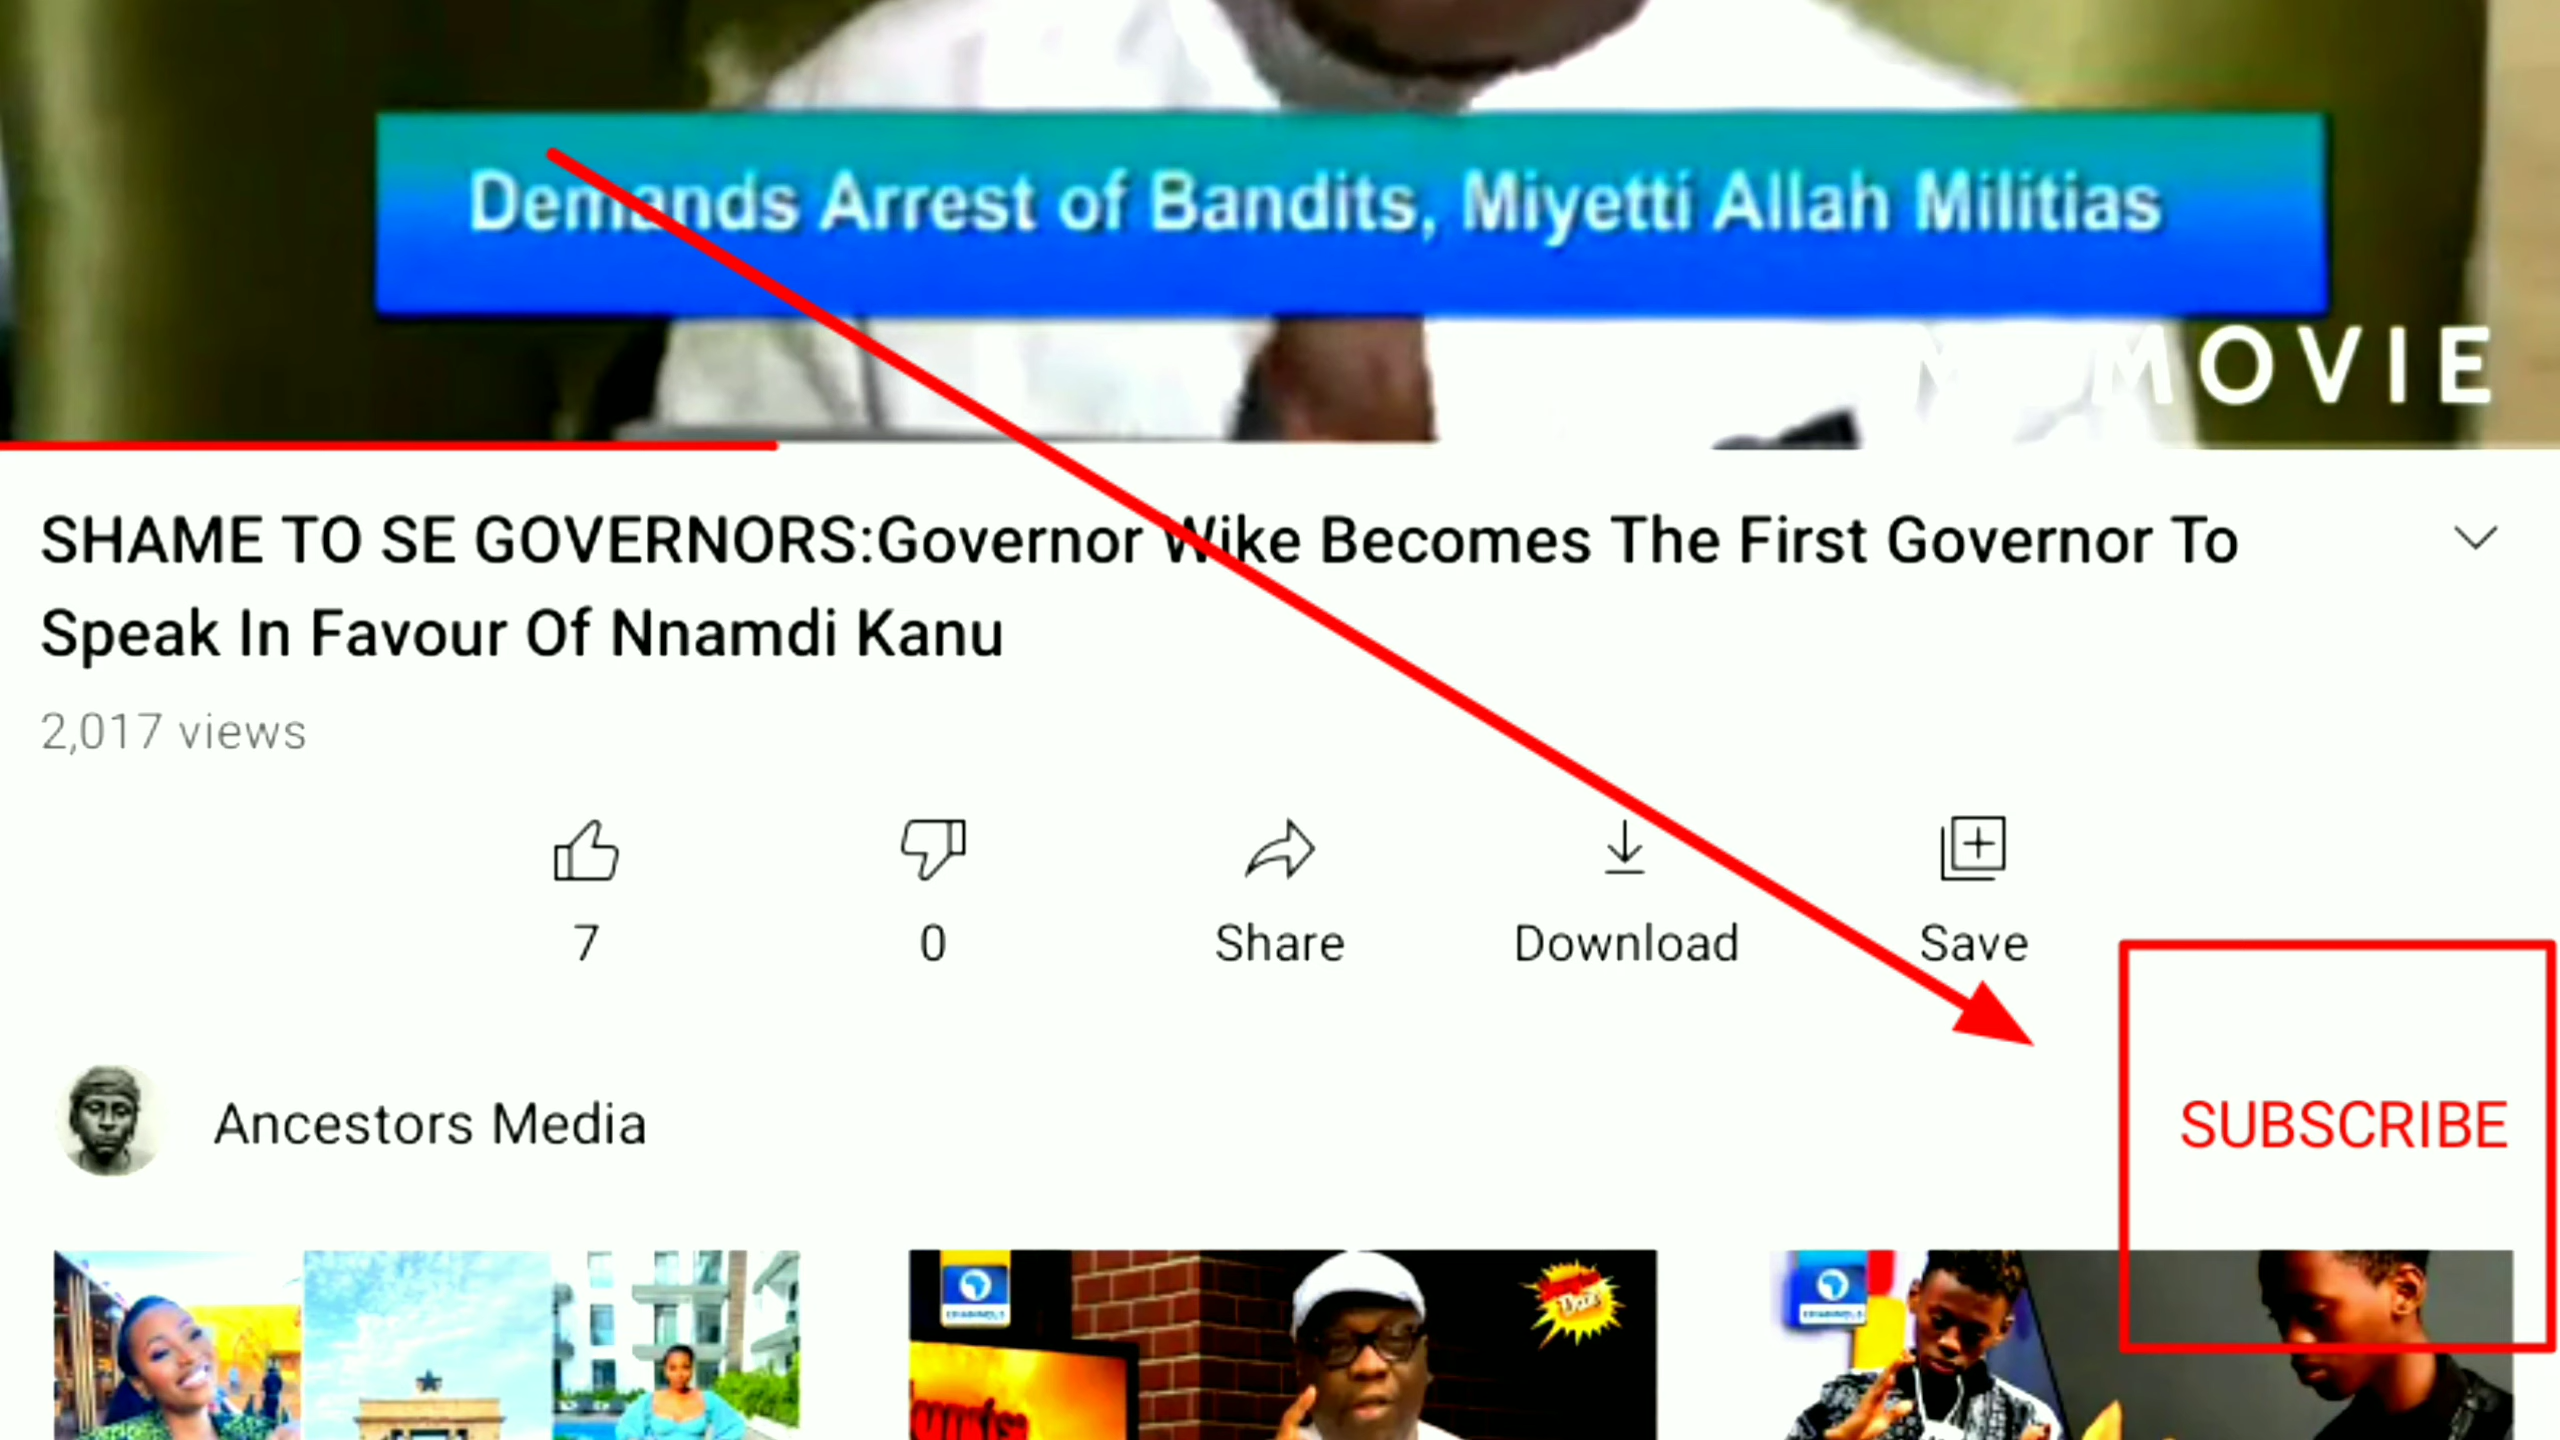 Demands Arrest of Bandits, Miyetti Allah Militias
MOVIE
SHAME TO SE GOVERNORS:Governor Wike Becomes The First Governor To
Speak In Favour Of Nnamdi Kanu
2,017 views
7
0
Share
Download
Save
Ancestors Media
SUBSCRIBE